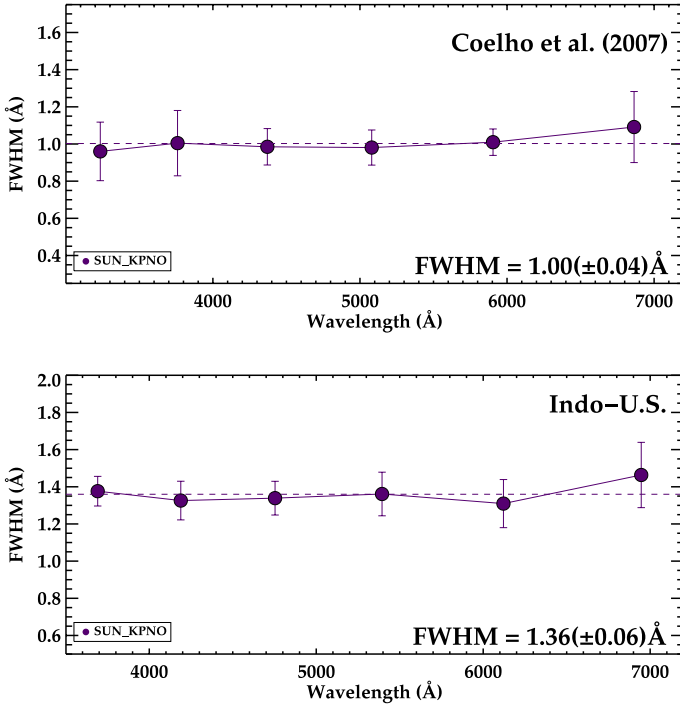 Coelho et al. (2007)
1.6
1.4
1.2
1.0
0.8
0.6
0.4
FWHM (Å)
SUN_KPNO
FWHM = 1.00(±0.04)Å
4000 5000 6000 7000
Wavelength (Å)
Indo−U.S.
2.0
1.8
1.6
1.4
1.2
1.0
0.8
0.6
FWHM (Å)
SUN_KPNO
FWHM = 1.36(±0.06)Å
4000 5000 6000 7000
Wavelength (Å)